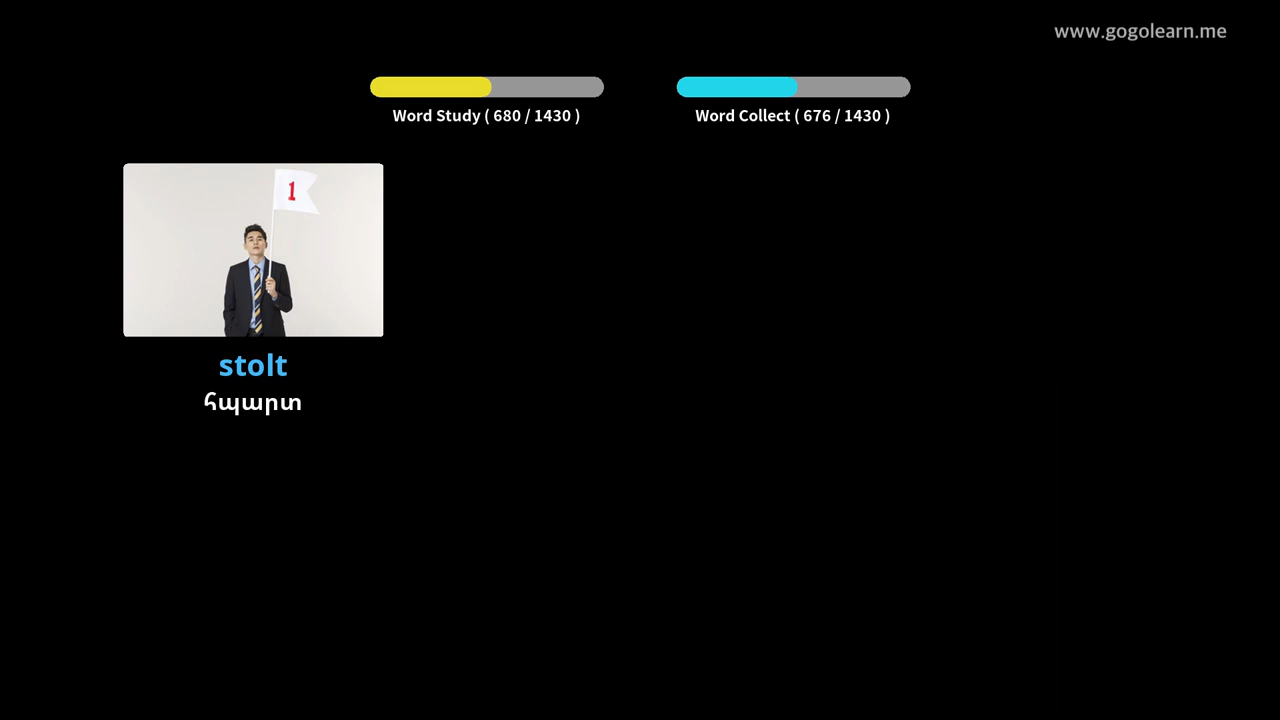 www.gogolearn.me
Word Study ( 680 / 1430 )
Word Collect ( 676 / 1430 )
1
stolt
հպարտ